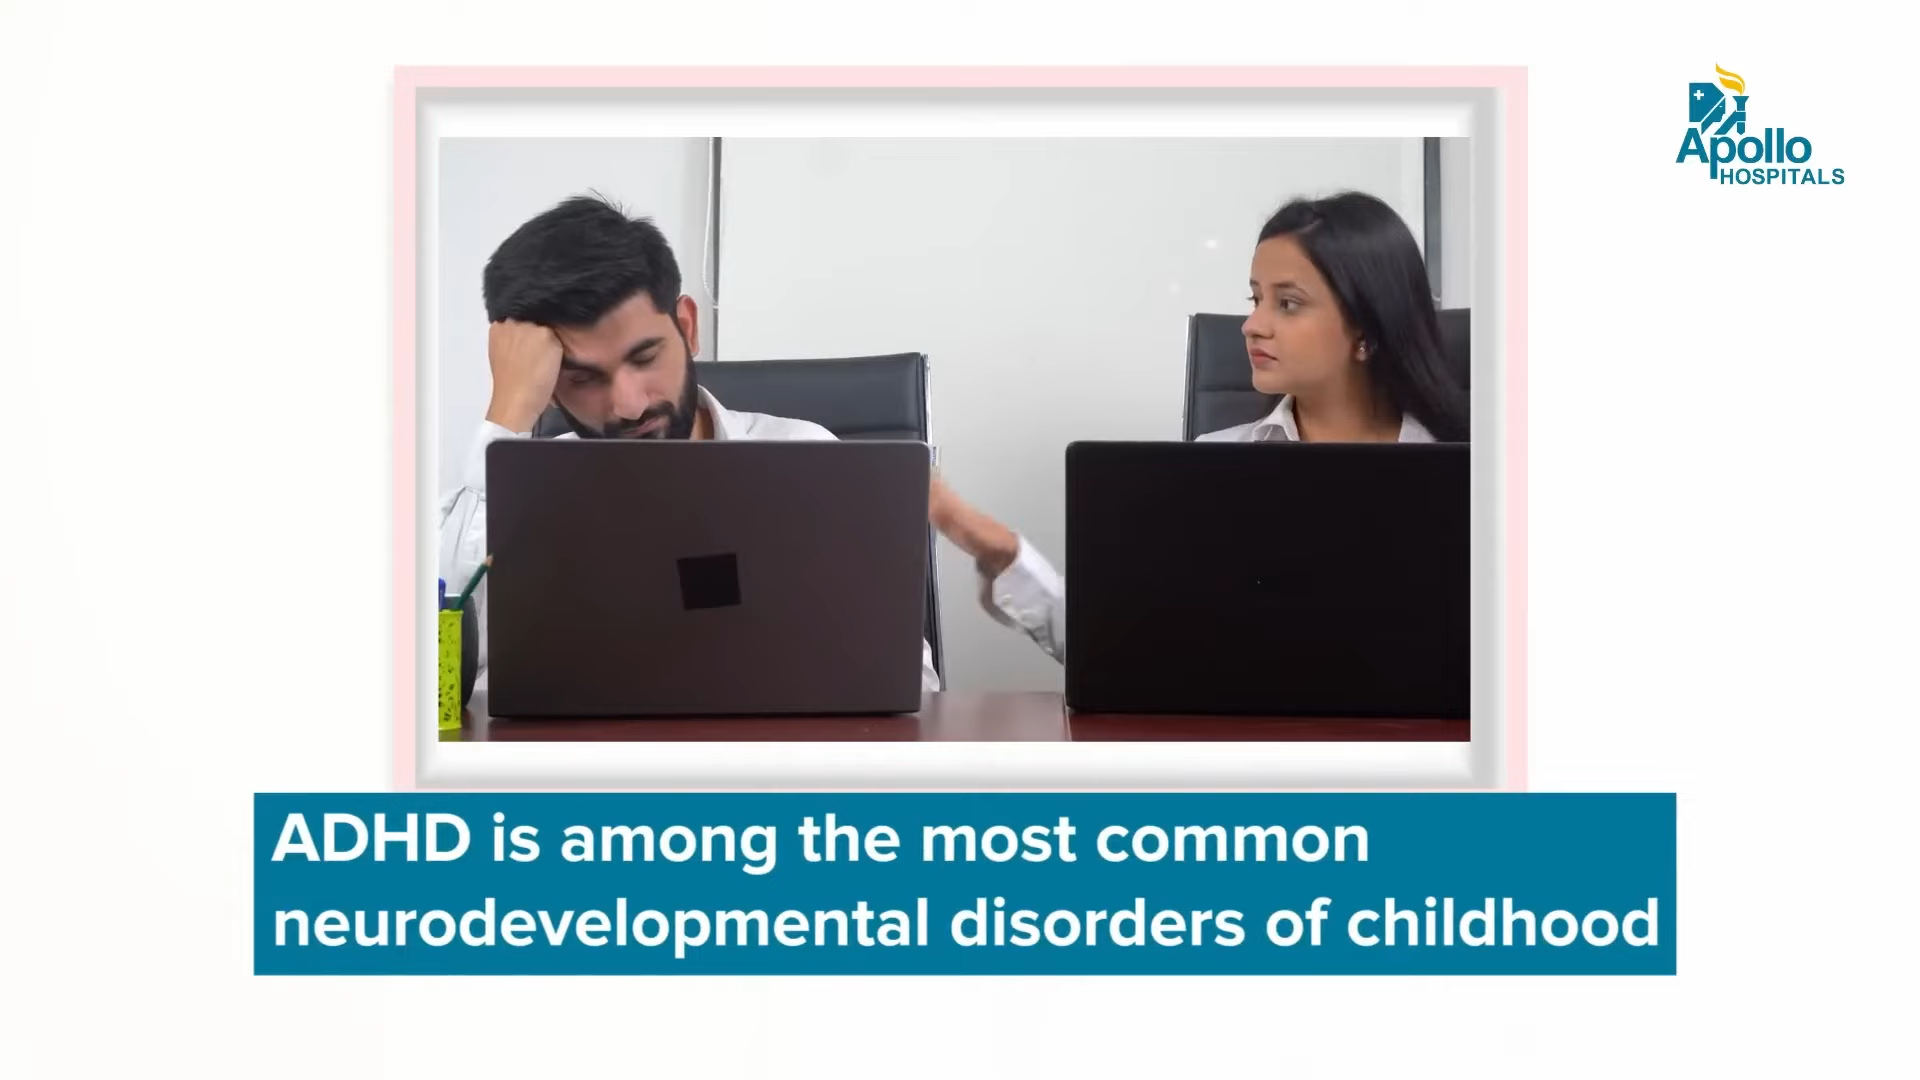 Apollo
HOSPITALS
ADHD is among the most common
neurodevelopmental disorders of childhood